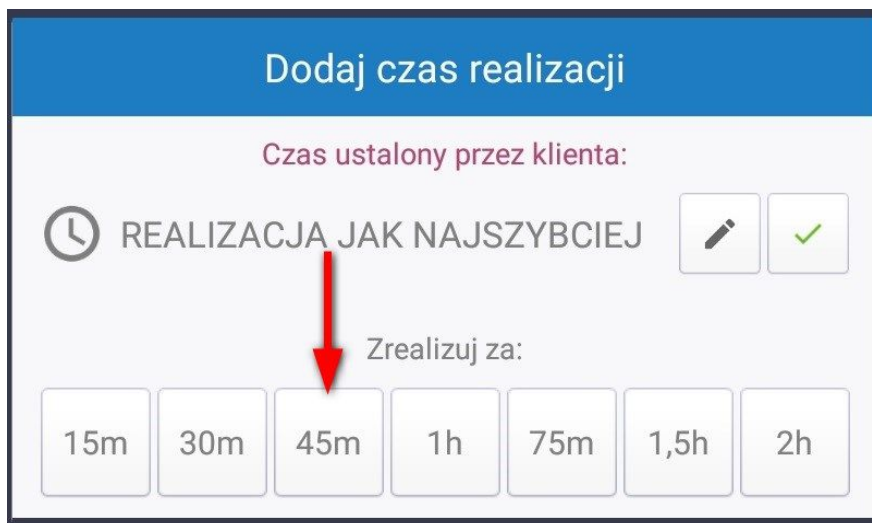 Dodaj czas realizacji
Czas ustalony przez klienta:
REALIZACJA JAK NAJSZYBCIEJ
Zrealizuj za:
15m 30m 45m 1h 75m 1,5h 2h